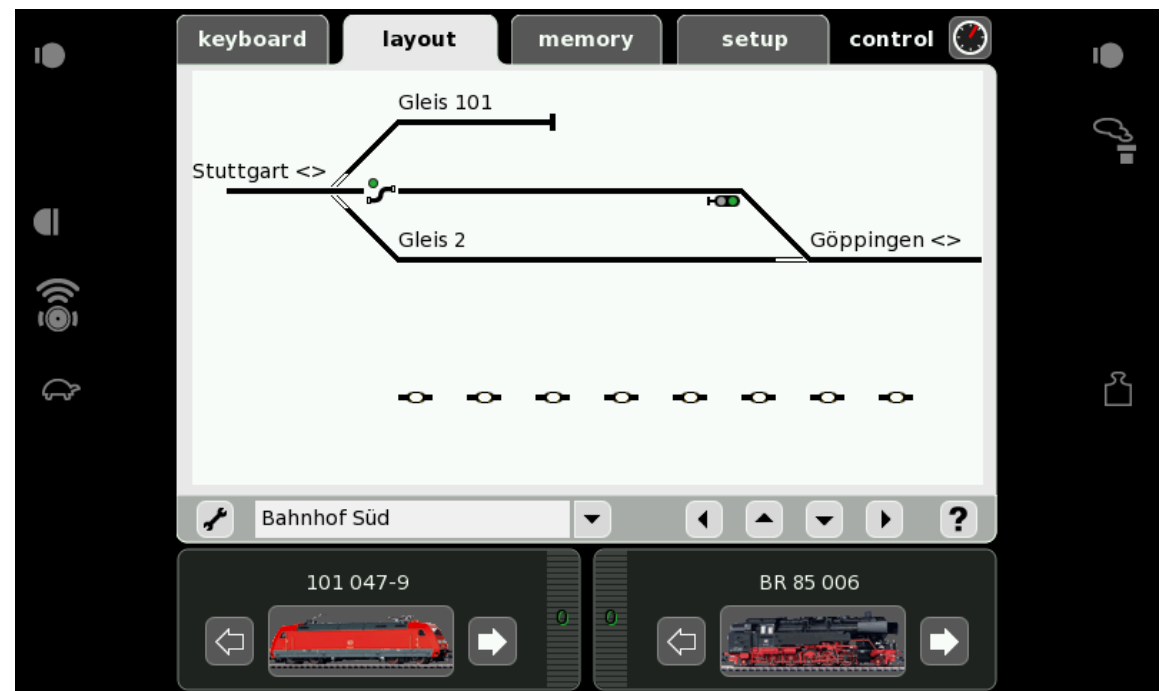 keyboard layout memory setup control
Gleis 101
Stuttgart <>
Gleis 2
Göppingen <>
Bahnhof Süd ?
101 047-9 BR 85 006
0 0